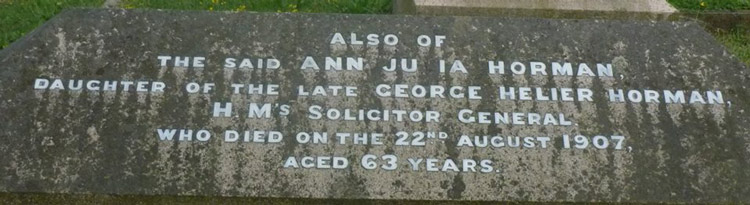 ALSO OF
THE SAID ANN JU IA HORMAN,
DAUGHTER OF THE LATE GEORGE HELIER HORMAN,
H.M'S SOLICITOR GENERAL
WHO DIED ON THE 22ND AUGUST 1907,
AGED 63 YEARS.